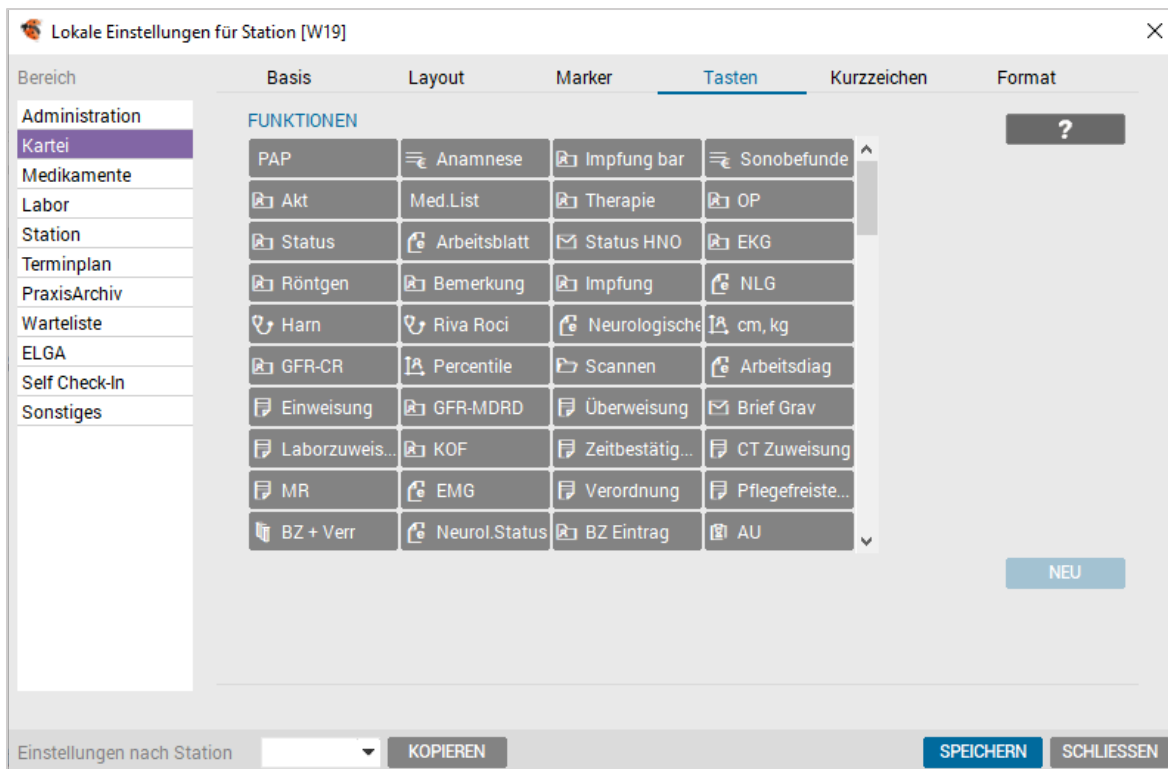 Lokale Einstellungen für Station [W19]
Bereich
Basis Layout Marker Tasten Kurzzeichen Format
Administration
Kartei
Medikamente
Labor
Station
Terminplan
PraxisArchiv
Warteliste
ELGA
Self Check-In
Sonstiges
FUNKTIONEN
?
PAP Anamnese Impfung bar Sonobefunde
Akt Med.List Therapie OP
Status Arbeitsblatt Status HNO EKG
Röntgen Bemerkung Impfung NLG
Harn Riva Roci Neurologische cm, kg
GFR-CR Percentile Scannen Arbeitsdiag
Einweisung GFR-MDRD Überweisung Brief Grav
Laborzuweis... KOF Zeitbestätig... CT Zuweisung
MR EMG Verordnung Pflegefreiste...
BZ + Verr Neurol.Status BZ Eintrag AU
NEU
Einstellungen nach Station KOPIEREN SPEICHERN SCHLIESSEN